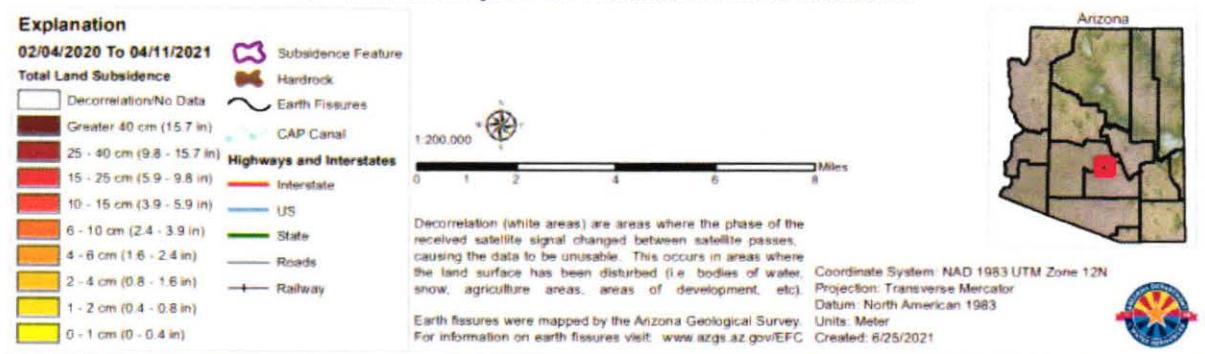 Explanation
02/04/2020 To 04/11/2021
Total Land Subsidence
Decorrelation/No Data
Greater 40 cm (15.7 in)
25 - 40 cm (9.8 - 15.7 in)
15 - 25 cm (5.9 - 9.8 in)
10 - 15 cm (3.9 - 5.9 in)
6 - 10 cm (2.4 - 3.9 in)
4 - 6 cm (1.6 - 2.4 in)
2 - 4 cm (0.8 - 1.6 in)
1 - 2 cm (0.4 - 0.8 in)
0 - 1 cm (0 - 0.4 in)
Subsidence Feature
Hardrock
Earth Fissures
CAP Canal
Highways and Interstates
Interstate
US
State
Roads
Railway
1:200,000
Miles
0 1 2 4 6 8
Decorrelation (white areas) are areas where the phase of the
received satellite signal changed between satellite passes,
causing the data to be unusable. This occurs in areas where
the land surface has been disturbed (i.e. bodies of water,
snow, agriculture areas, areas of development, etc).
Earth fissures were mapped by the Arizona Geological Survey.
For information on earth fissures visit: www.azgs.az.gov/EFC
Arizona
Coordinate System: NAD 1983 UTM Zone 12N
Projection: Transverse Mercator
Datum: North American 1983
Units: Meter
Created: 6/25/2021